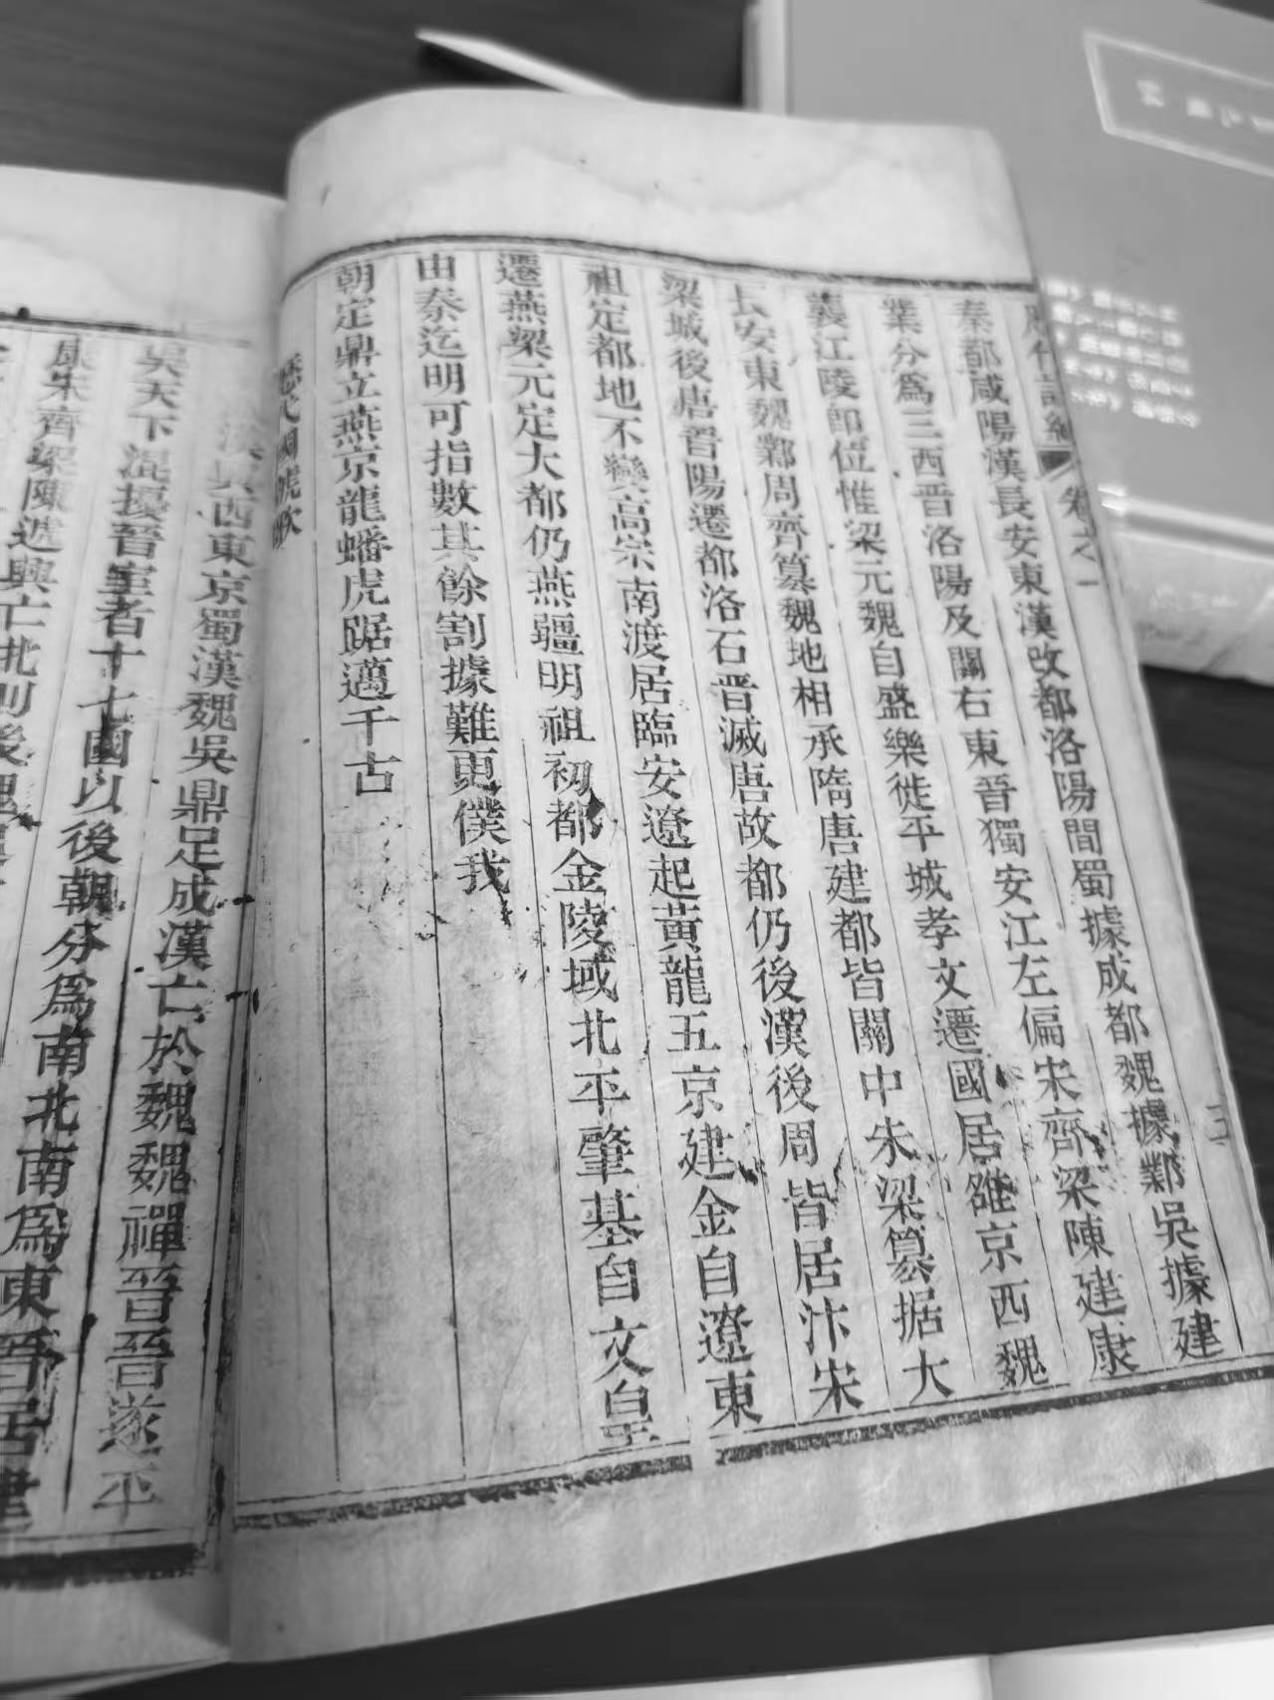 卷之一
秦都咸陽漢長安東漢改都洛陽間蜀據成都魏據鄴吳據建
業分爲三西晉洛陽及關右東晉獨安江左偏宋齊梁陳建康
義江陵卽位惟梁元魏自盛樂徙平城孝文遷國居雒京西魏
長安東魏鄴周齊篡魏地相承隋唐建都皆關中朱梁篡据大
梁城後唐晉陽遷都洛石晉滅唐故都仍後漢後周皆居汴宋
祖定都地不變高宗南渡居臨安遼起黃龍五京建金自遼東
遷燕梁元定大都仍燕疆明祖初都金陵域北平肇基自文皇
由秦迄明可指數其餘割據難更僕我
朝定鼎立燕京龍蟠虎踞邁千古
歷代國號歌
西東京蜀漢魏吳鼎足成漢亡於魏魏禪晉晉遂平
吳天下混擾晉室者十七國以後朝分爲南北南爲東晉居建
康宋齊梁陳遞興亡北則後魏